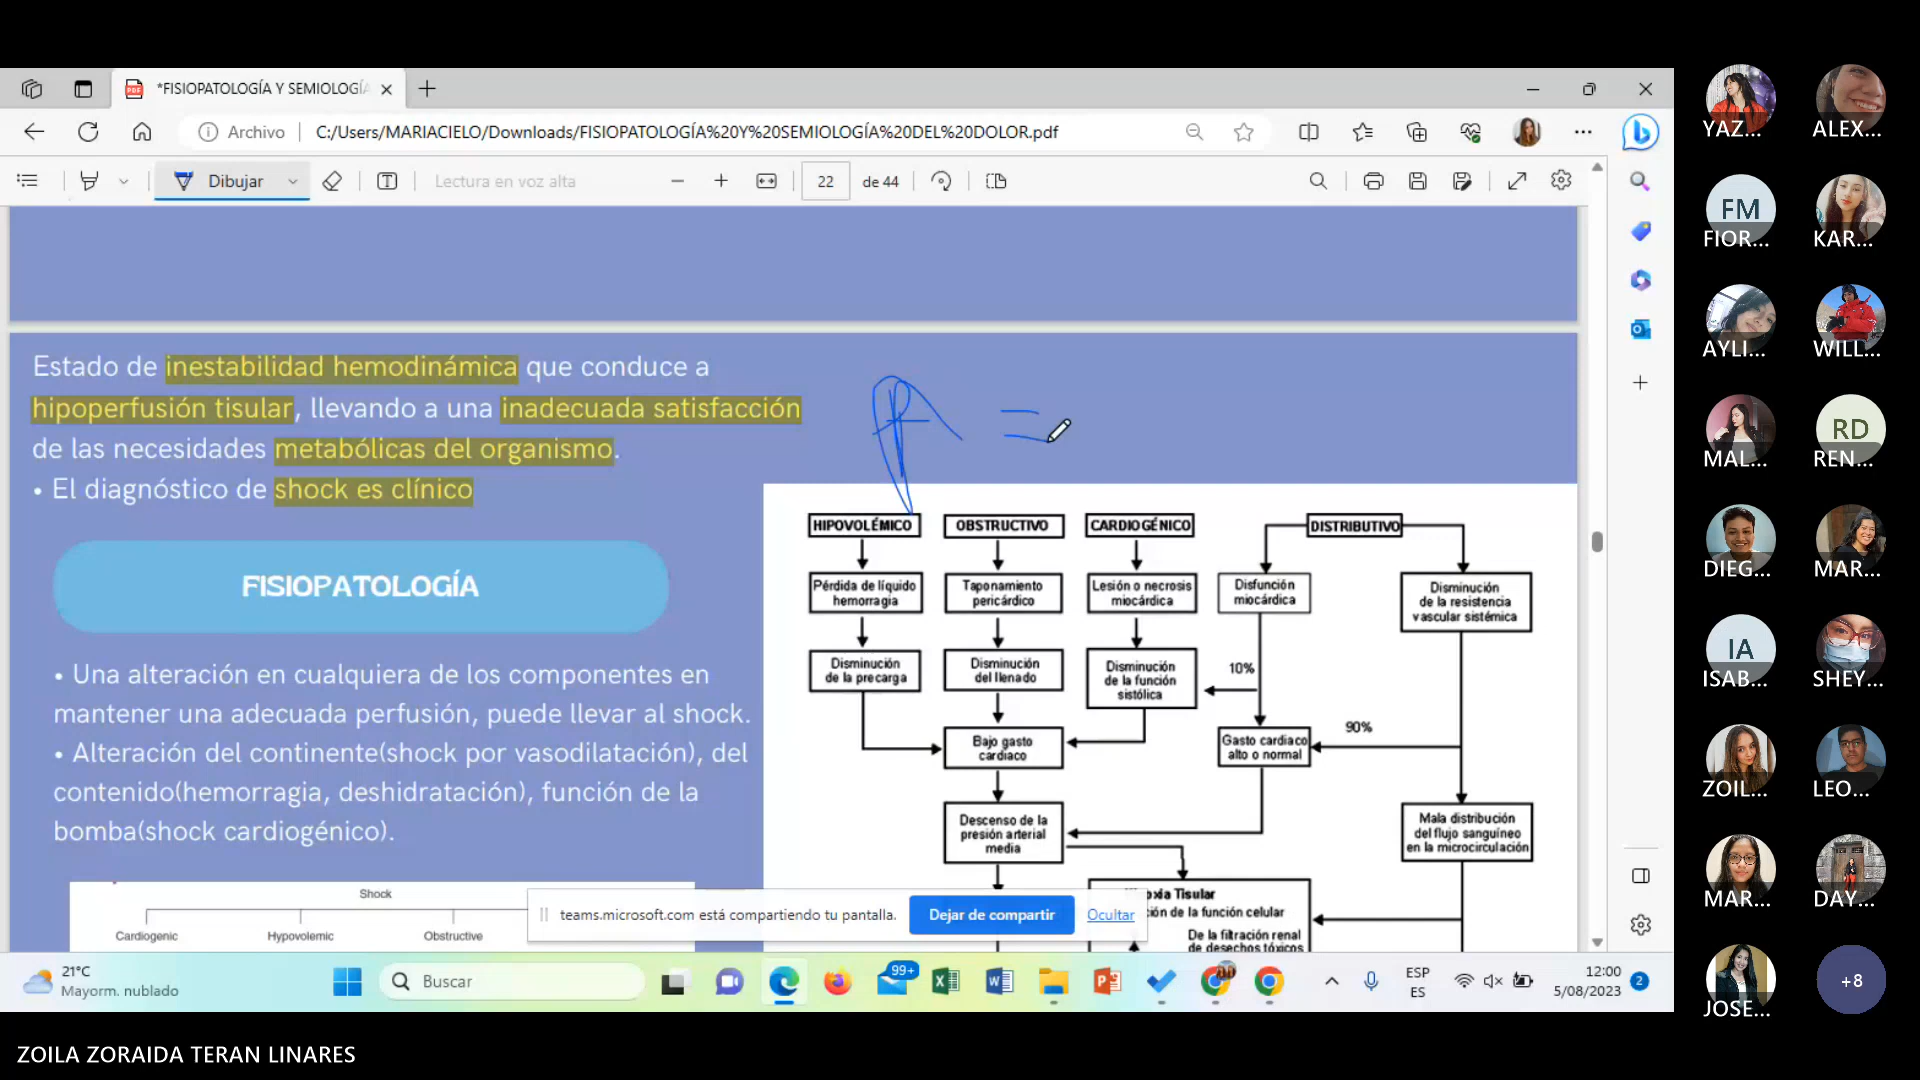 *FISIOPATOLOGÍA Y SEMIOLOGÍA
Archivo
C:/Users/MARIACIELO/Downloads/FISIOPATOLOGÍA%20Y%20SEMIOLOGÍA%20DEL%20DOLOR.pdf
Dibujar
Lectura en voz alta
22 de 44
Estado de inestabilidad hemodinámica que conduce a
hipoperfusión tisular, llevando a una inadecuada satisfacción
de las necesidades metabólicas del organismo.
• El diagnóstico de shock es clínico
FISIOPATOLOGÍA
• Una alteración en cualquiera de los componentes en
mantener una adecuada perfusión, puede llevar al shock.
• Alteración del continente(shock por vasodilatación), del
contenido(hemorragia, deshidratación), función de la
bomba(shock cardiogénico).
Shock
Cardiogenic
Hypovolemic
Obstructive
=
HIPOVOLÉMICO
OBSTRUCTIVO
CARDIOGÉNICO
DISTRIBUTIVO
Pérdida de líquido
hemorragia
Taponamiento
pericárdico
Lesión o necrosis
miocárdica
Disfunción
miocárdica
Disminución
de la resistencia
vascular sistémica
Disminución
de la precarga
Disminución
del llenado
Disminución
de la función
sistólica
10%
90%
Bajo gasto
cardiaco
Gasto cardiaco
alto o normal
Descenso de la
presión arterial
media
Mala distribución
del flujo sanguíneo
en la microcirculación
Tisular
de la función celular
De la filtración renal
de desechos tóxicos
teams.microsoft.com está compartiendo tu pantalla.
Dejar de compartir
Ocultar
21°C
Mayorm. nublado
Buscar
99+
ESP
ES
12:00
5/08/2023
2
YAZ...
ALEX...
FM
FIOR...
KAR...
AYLI...
WILL...
MAL...
RD
REN...
DIEG...
MAR...
IA
ISAB...
SHEY...
ZOIL...
LEO...
MAR...
DAY...
JOSE...
+8
ZOILA ZORAIDA TERAN LINARES